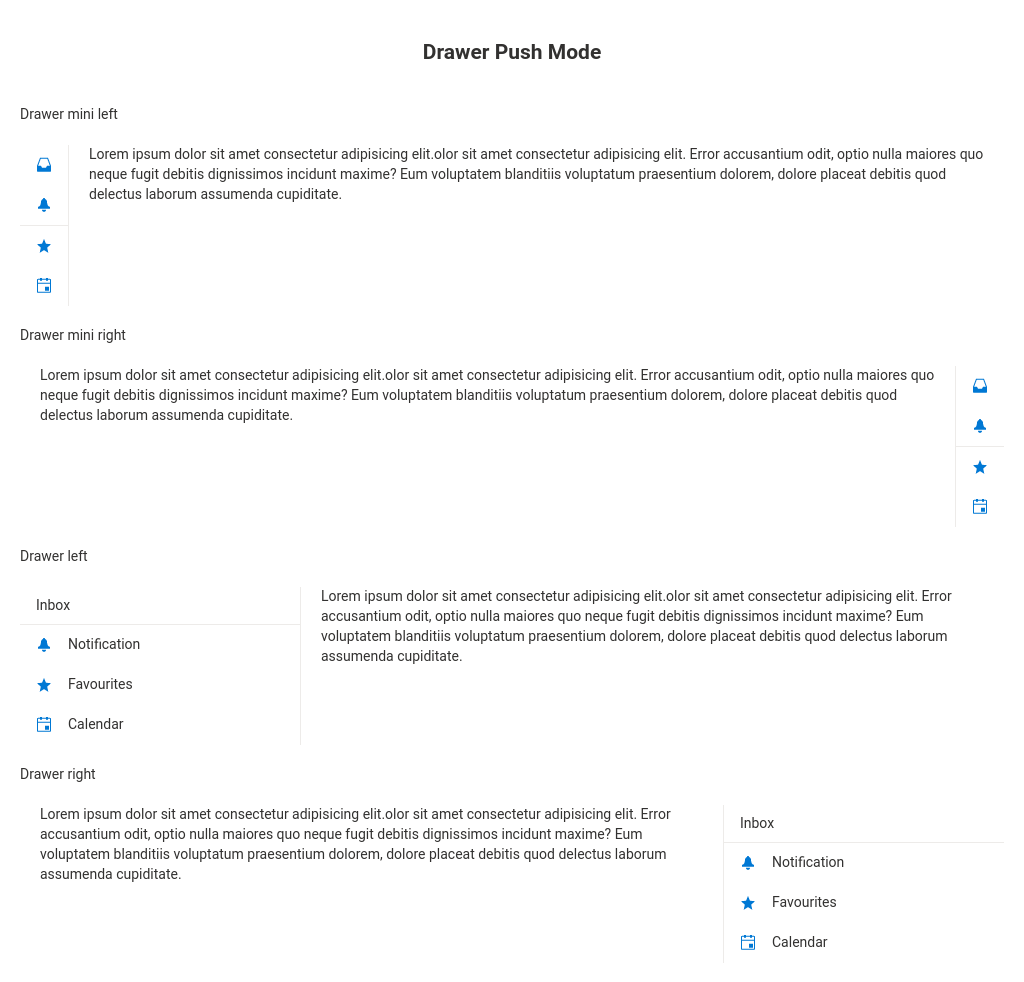 Drawer Push Mode
Drawer mini left
Lorem ipsum dolor sit amet consectetur adipisicing elit.olor sit amet consectetur adipisicing elit. Error accusantium odit, optio nulla maiores quo
neque fugit debitis dignissimos incidunt maxime? Eum voluptatem blanditiis voluptatum praesentium dolorem, dolore placeat debitis quod
delectus laborum assumenda cupiditate.
Drawer mini right
Lorem ipsum dolor sit amet consectetur adipisicing elit.olor sit amet consectetur adipisicing elit. Error accusantium odit, optio nulla maiores quo
neque fugit debitis dignissimos incidunt maxime? Eum voluptatem blanditiis voluptatum praesentium dolorem, dolore placeat debitis quod
delectus laborum assumenda cupiditate.
Drawer left
Inbox
Notification
Favourites
Calendar
Lorem ipsum dolor sit amet consectetur adipisicing elit.olor sit amet consectetur adipisicing elit. Error
accusantium odit, optio nulla maiores quo neque fugit debitis dignissimos incidunt maxime? Eum
voluptatem blanditiis voluptatum praesentium dolorem, dolore placeat debitis quod delectus laborum
assumenda cupiditate.
Drawer right
Lorem ipsum dolor sit amet consectetur adipisicing elit.olor sit amet consectetur adipisicing elit. Error
accusantium odit, optio nulla maiores quo neque fugit debitis dignissimos incidunt maxime? Eum
voluptatem blanditiis voluptatum praesentium dolorem, dolore placeat debitis quod delectus laborum
assumenda cupiditate.
Inbox
Notification
Favourites
Calendar